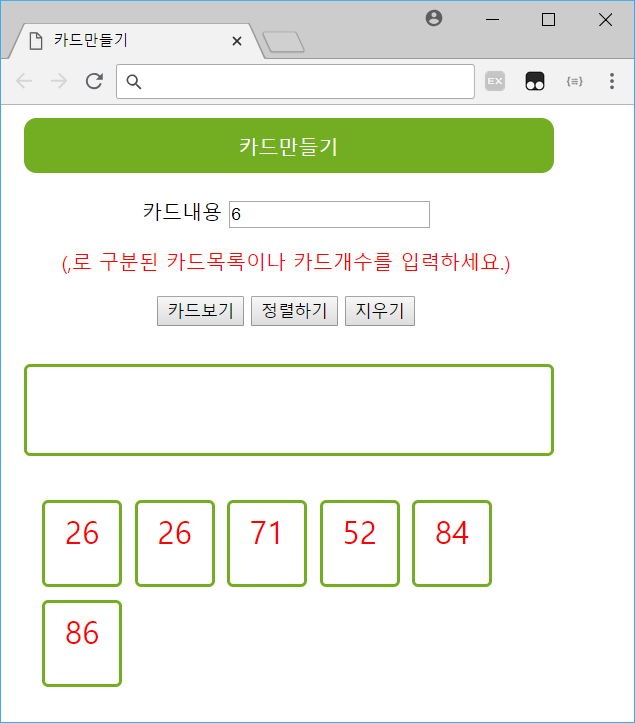 카드만들기
EX
{≡}
카드만들기
카드내용 6
(,로 구분된 카드목록이나 카드개수를 입력하세요.)
카드보기 정렬하기 지우기
26 26 71 52 84
86